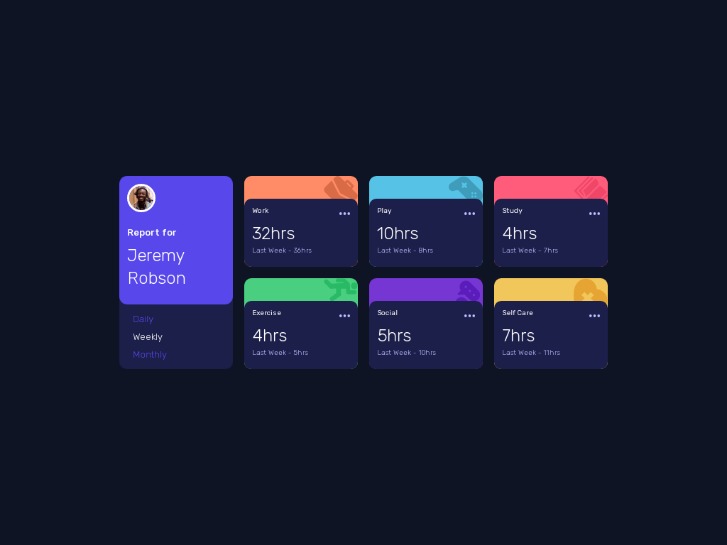 Report for
Jeremy
Robson
Daily
Weekly
Monthly
Work
32hrs
Last Week - 36hrs
Play
10hrs
Last Week - 8hrs
Study
4hrs
Last Week - 7hrs
Exercise
4hrs
Last Week - 5hrs
Social
5hrs
Last Week - 10hrs
Self Care
7hrs
Last Week - 11hrs